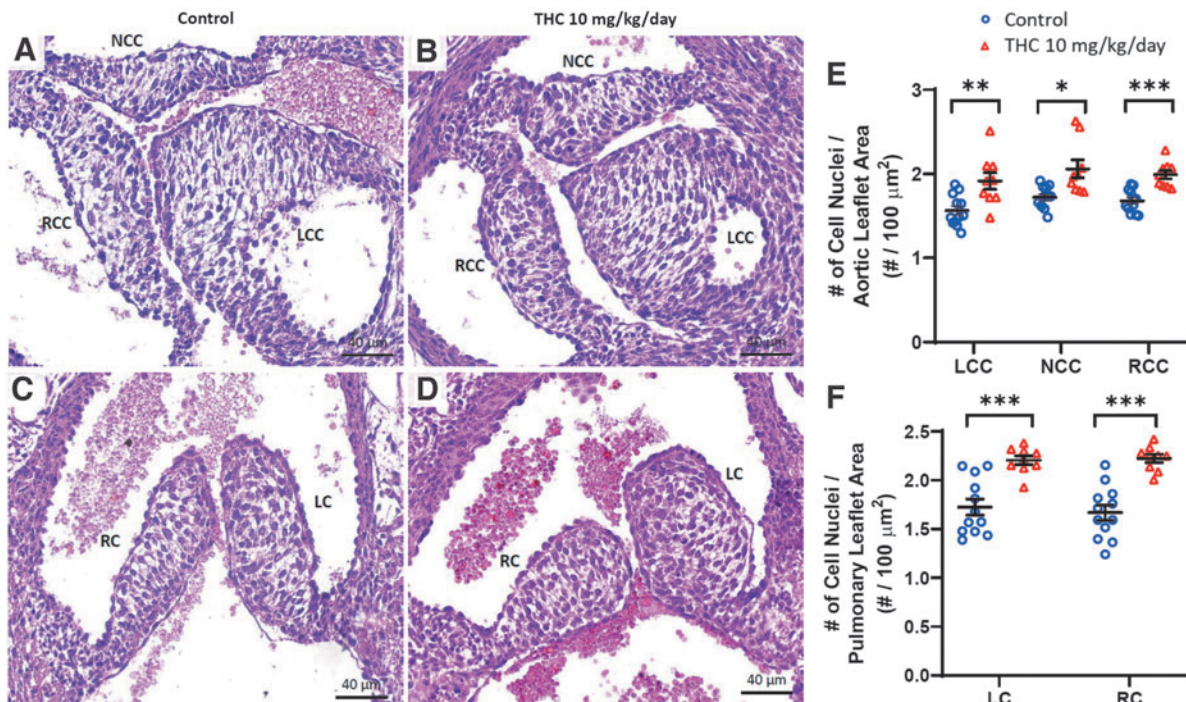 Control
THC 10 mg/kg/day
A
NCC
RCC
LCC
40 μm
B
NCC
RCC
LCC
40 μm
C
RC
LC
40 μm
D
RC
LC
40 μm
Control
THC 10 mg/kg/day
E
# of Cell Nuclei /
Aortic Leaflet Area
(# / 100 μm2)
** * ***
3
2
1
0
LCC NCC RCC
F
# of Cell Nuclei /
Pulmonary Leaflet Area
(# / 100 μm2)
*** ***
2.5
2.0
1.5
1.0
0.5
0.0
LC RC